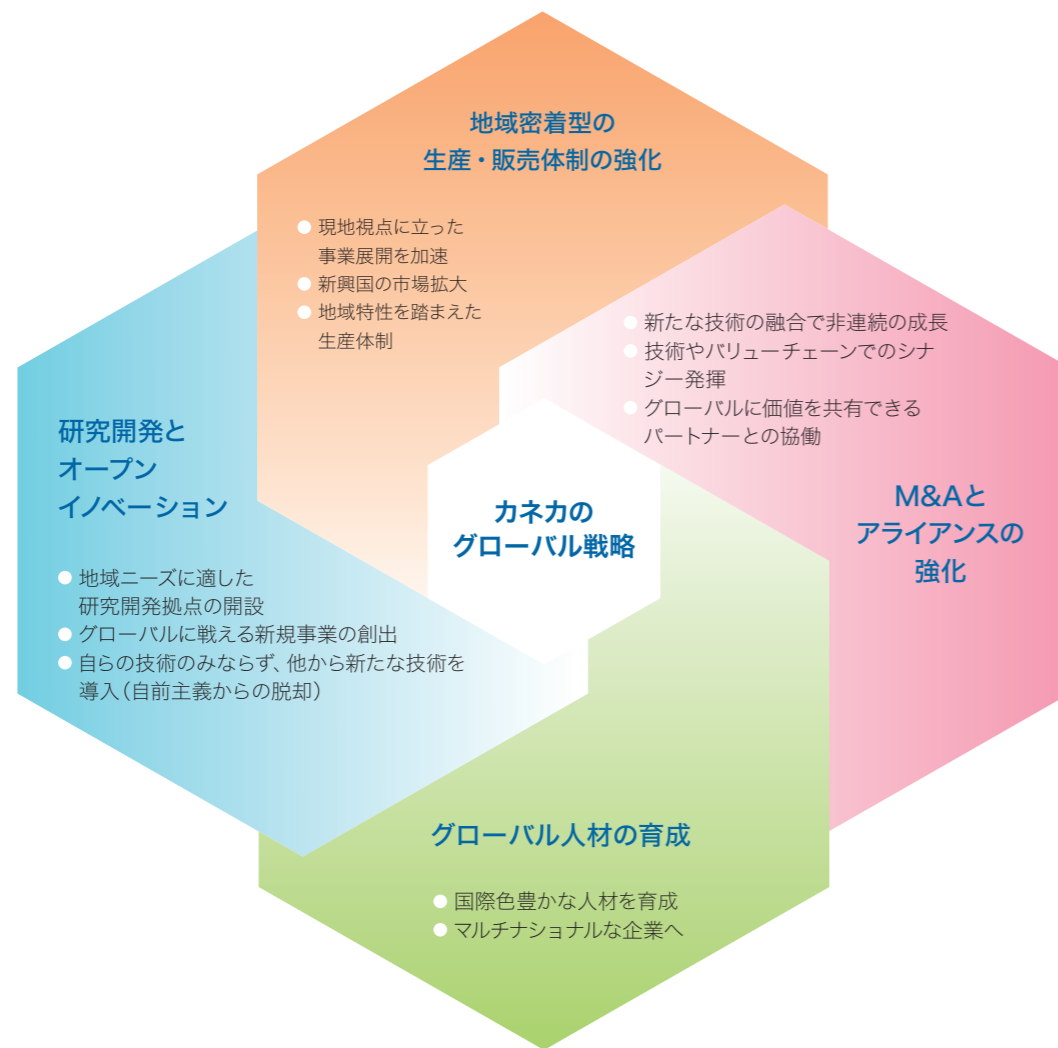 地域密着型の
生産・販売体制の強化
● 現地視点に立った
事業展開を加速
● 新興国の市場拡大
● 地域特性を踏まえた
生産体制
● 新たな技術の融合で非連続の成長
● 技術やバリューチェーンでのシナ
ジー発揮
● グローバルに価値を共有できる
パートナーとの協働
M&Aと
アライアンスの
強化
研究開発と
オープン
イノベーション
● 地域ニーズに適した
研究開発拠点の開設
● グローバルに戦える新規事業の創出
● 自らの技術のみならず、他から新たな技術を
導入（自前主義からの脱却）
カネカの
グローバル戦略
グローバル人材の育成
● 国際色豊かな人材を育成
● マルチナショナルな企業へ